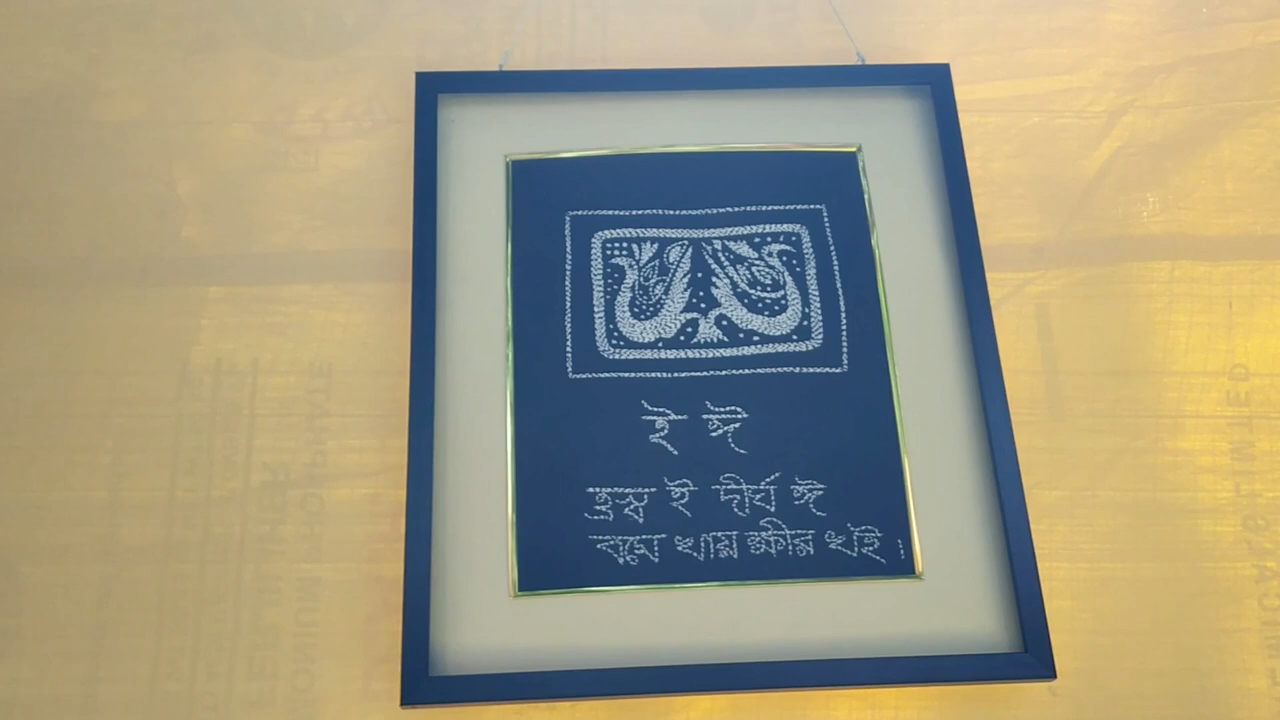 ই ঈ
হ্রস্ব ই দীর্ঘ ঈ
বসে খায় ক্ষীর খই।